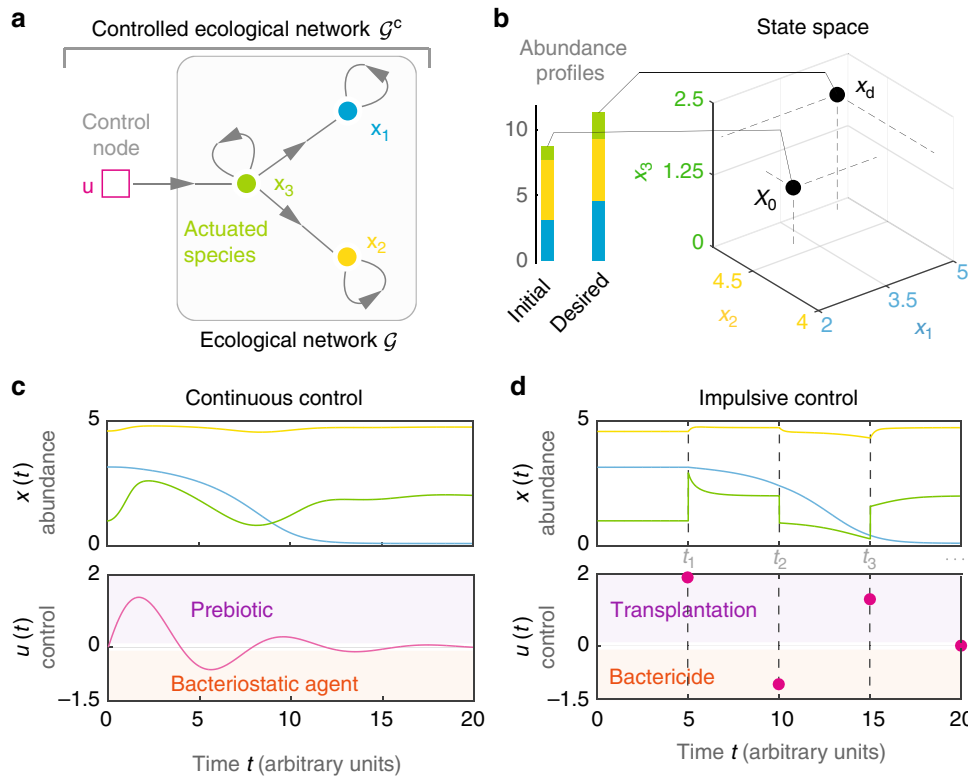 a
Controlled ecological network 𝒢ᶜ
Control
node
u
x₁
x₃
Actuated
species
x₂
Ecological network 𝒢
b
State space
Abundance
profiles
10
5
0
Initial
Desired
2.5
1.25
0
x₃
x_d
X₀
4.5
4
x₂
2
3.5
5
x₁
c
Continuous control
5
0
x(t)
abundance
2
0
−1.5
u(t)
control
Prebiotic
Bacteriostatic agent
0
5
10
15
20
Time t (arbitrary units)
d
Impulsive control
5
0
x(t)
abundance
t₁
t₂
t₃
...
2
0
−1.5
u(t)
control
Transplantation
Bactericide
0
5
10
15
20
Time t (arbitrary units)